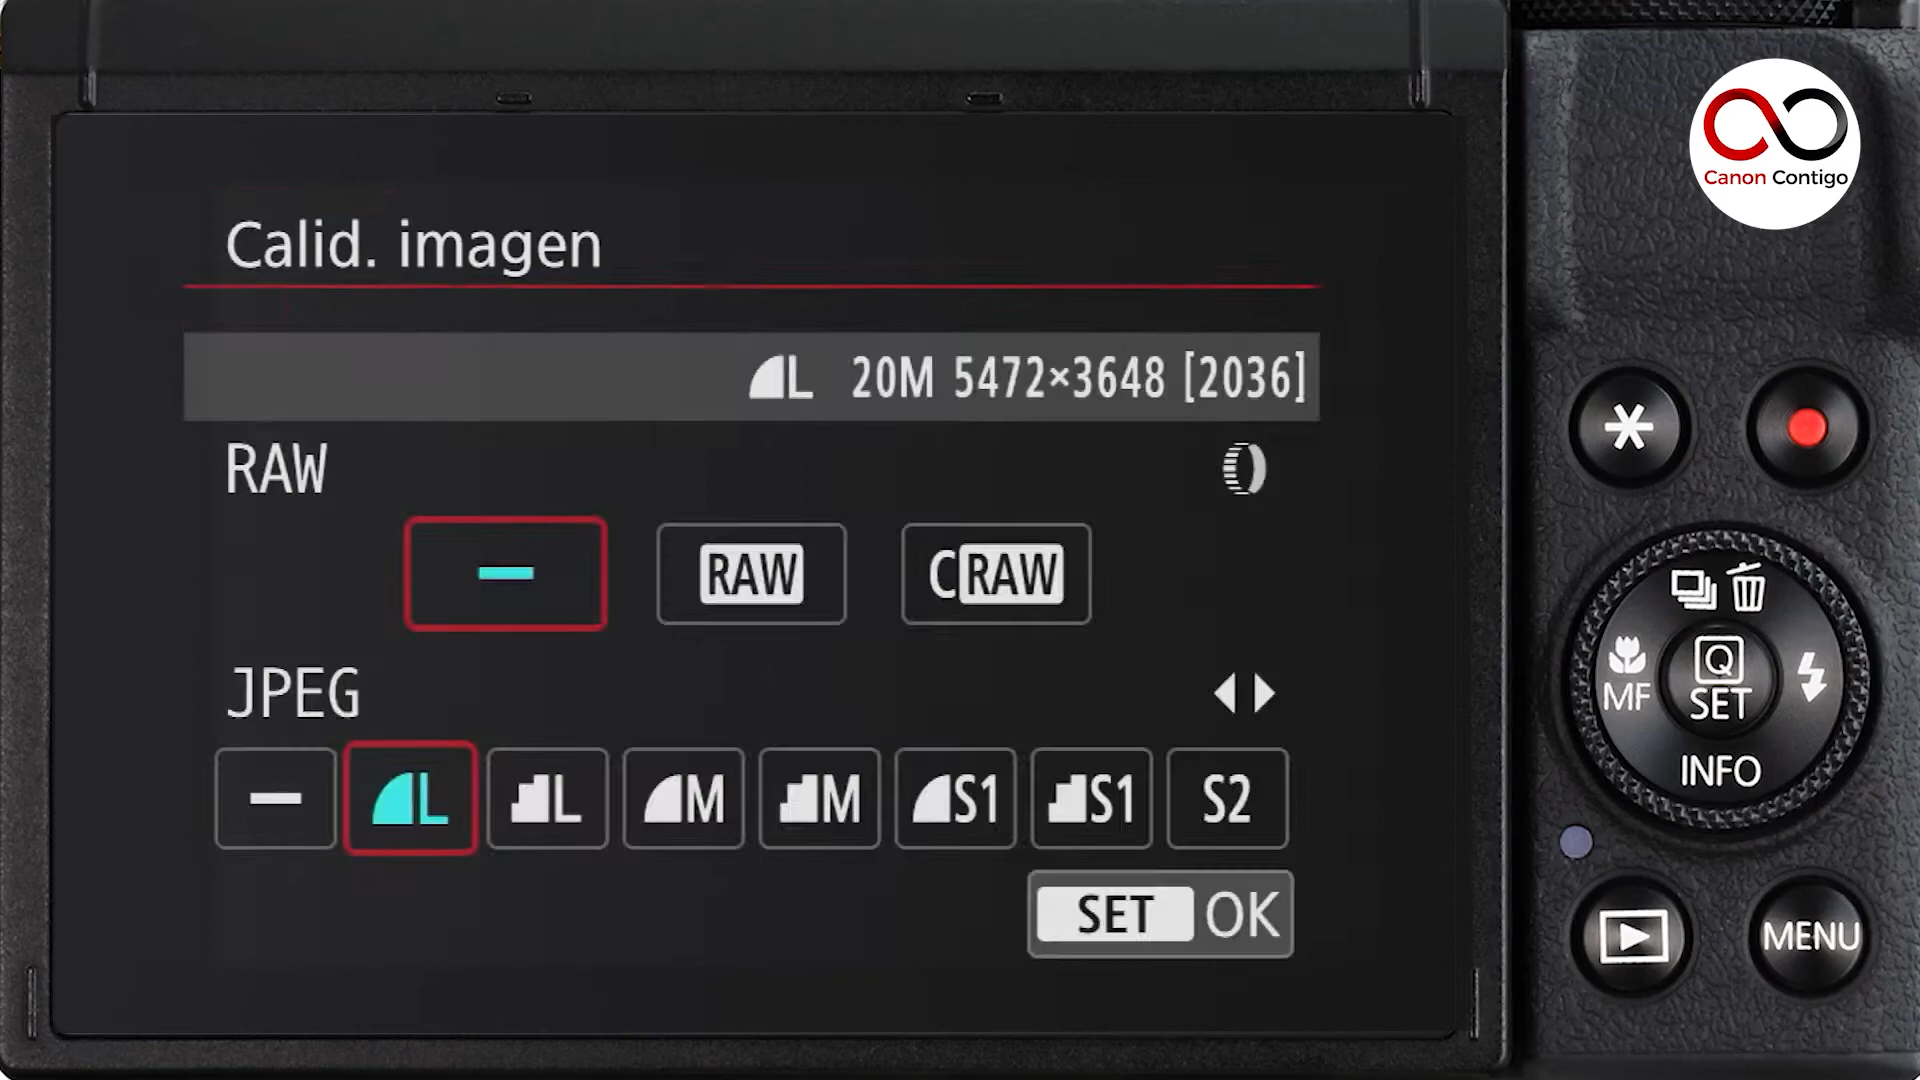 Canon Contigo
Calid. imagen
L 20M 5472×3648 [2036]
RAW
– RAW CRAW
JPEG
– L L M M S1 S1 S2
SET OK
Q
MF SET
INFO
MENU